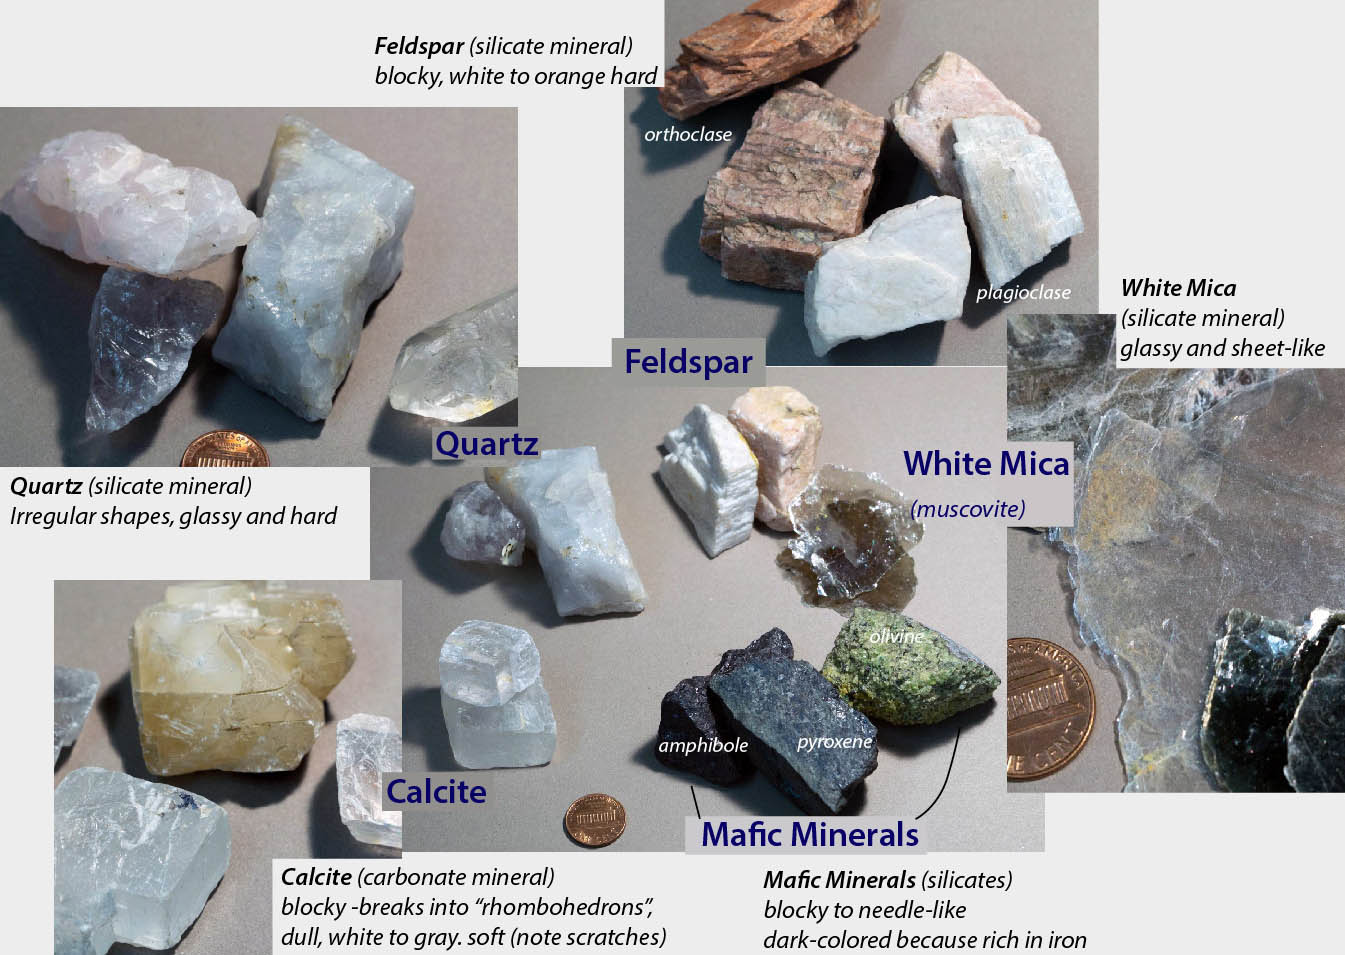 Feldspar (silicate mineral)
blocky, white to orange hard
orthoclase
plagioclase
White Mica
(silicate mineral)
glassy and sheet-like
Feldspar
Quartz
White Mica
(muscovite)
Quartz (silicate mineral)
Irregular shapes, glassy and hard
olivine
amphibole
pyroxene
Calcite
Mafic Minerals
Calcite (carbonate mineral)
blocky -breaks into “rhombohedrons”,
dull, white to gray. soft (note scratches)
Mafic Minerals (silicates)
blocky to needle-like
dark-colored because rich in iron